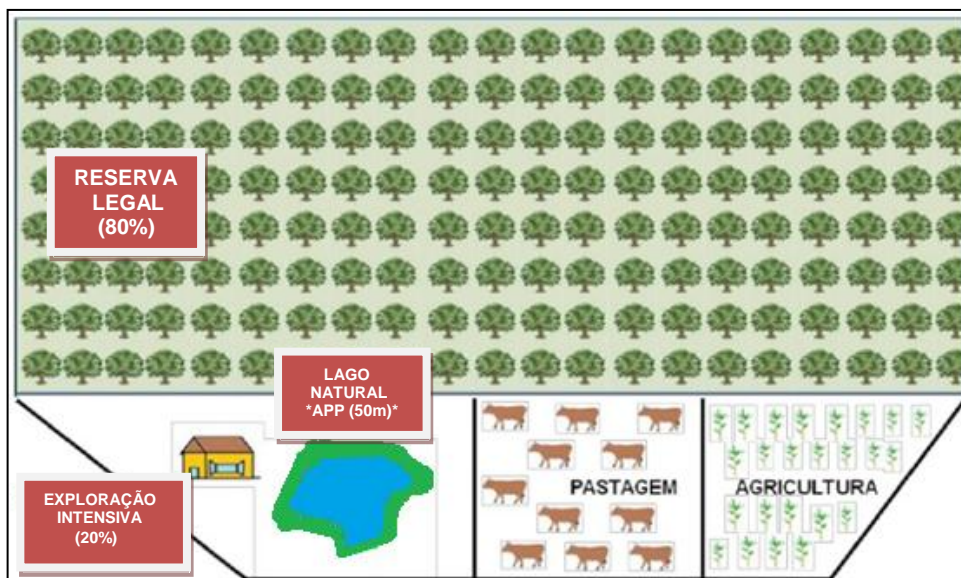 RESERVA
LEGAL
(80%)
LAGO
NATURAL
*APP (50m)*
EXPLORAÇÃO
INTENSIVA
(20%)
PASTAGEM
AGRICULTURA